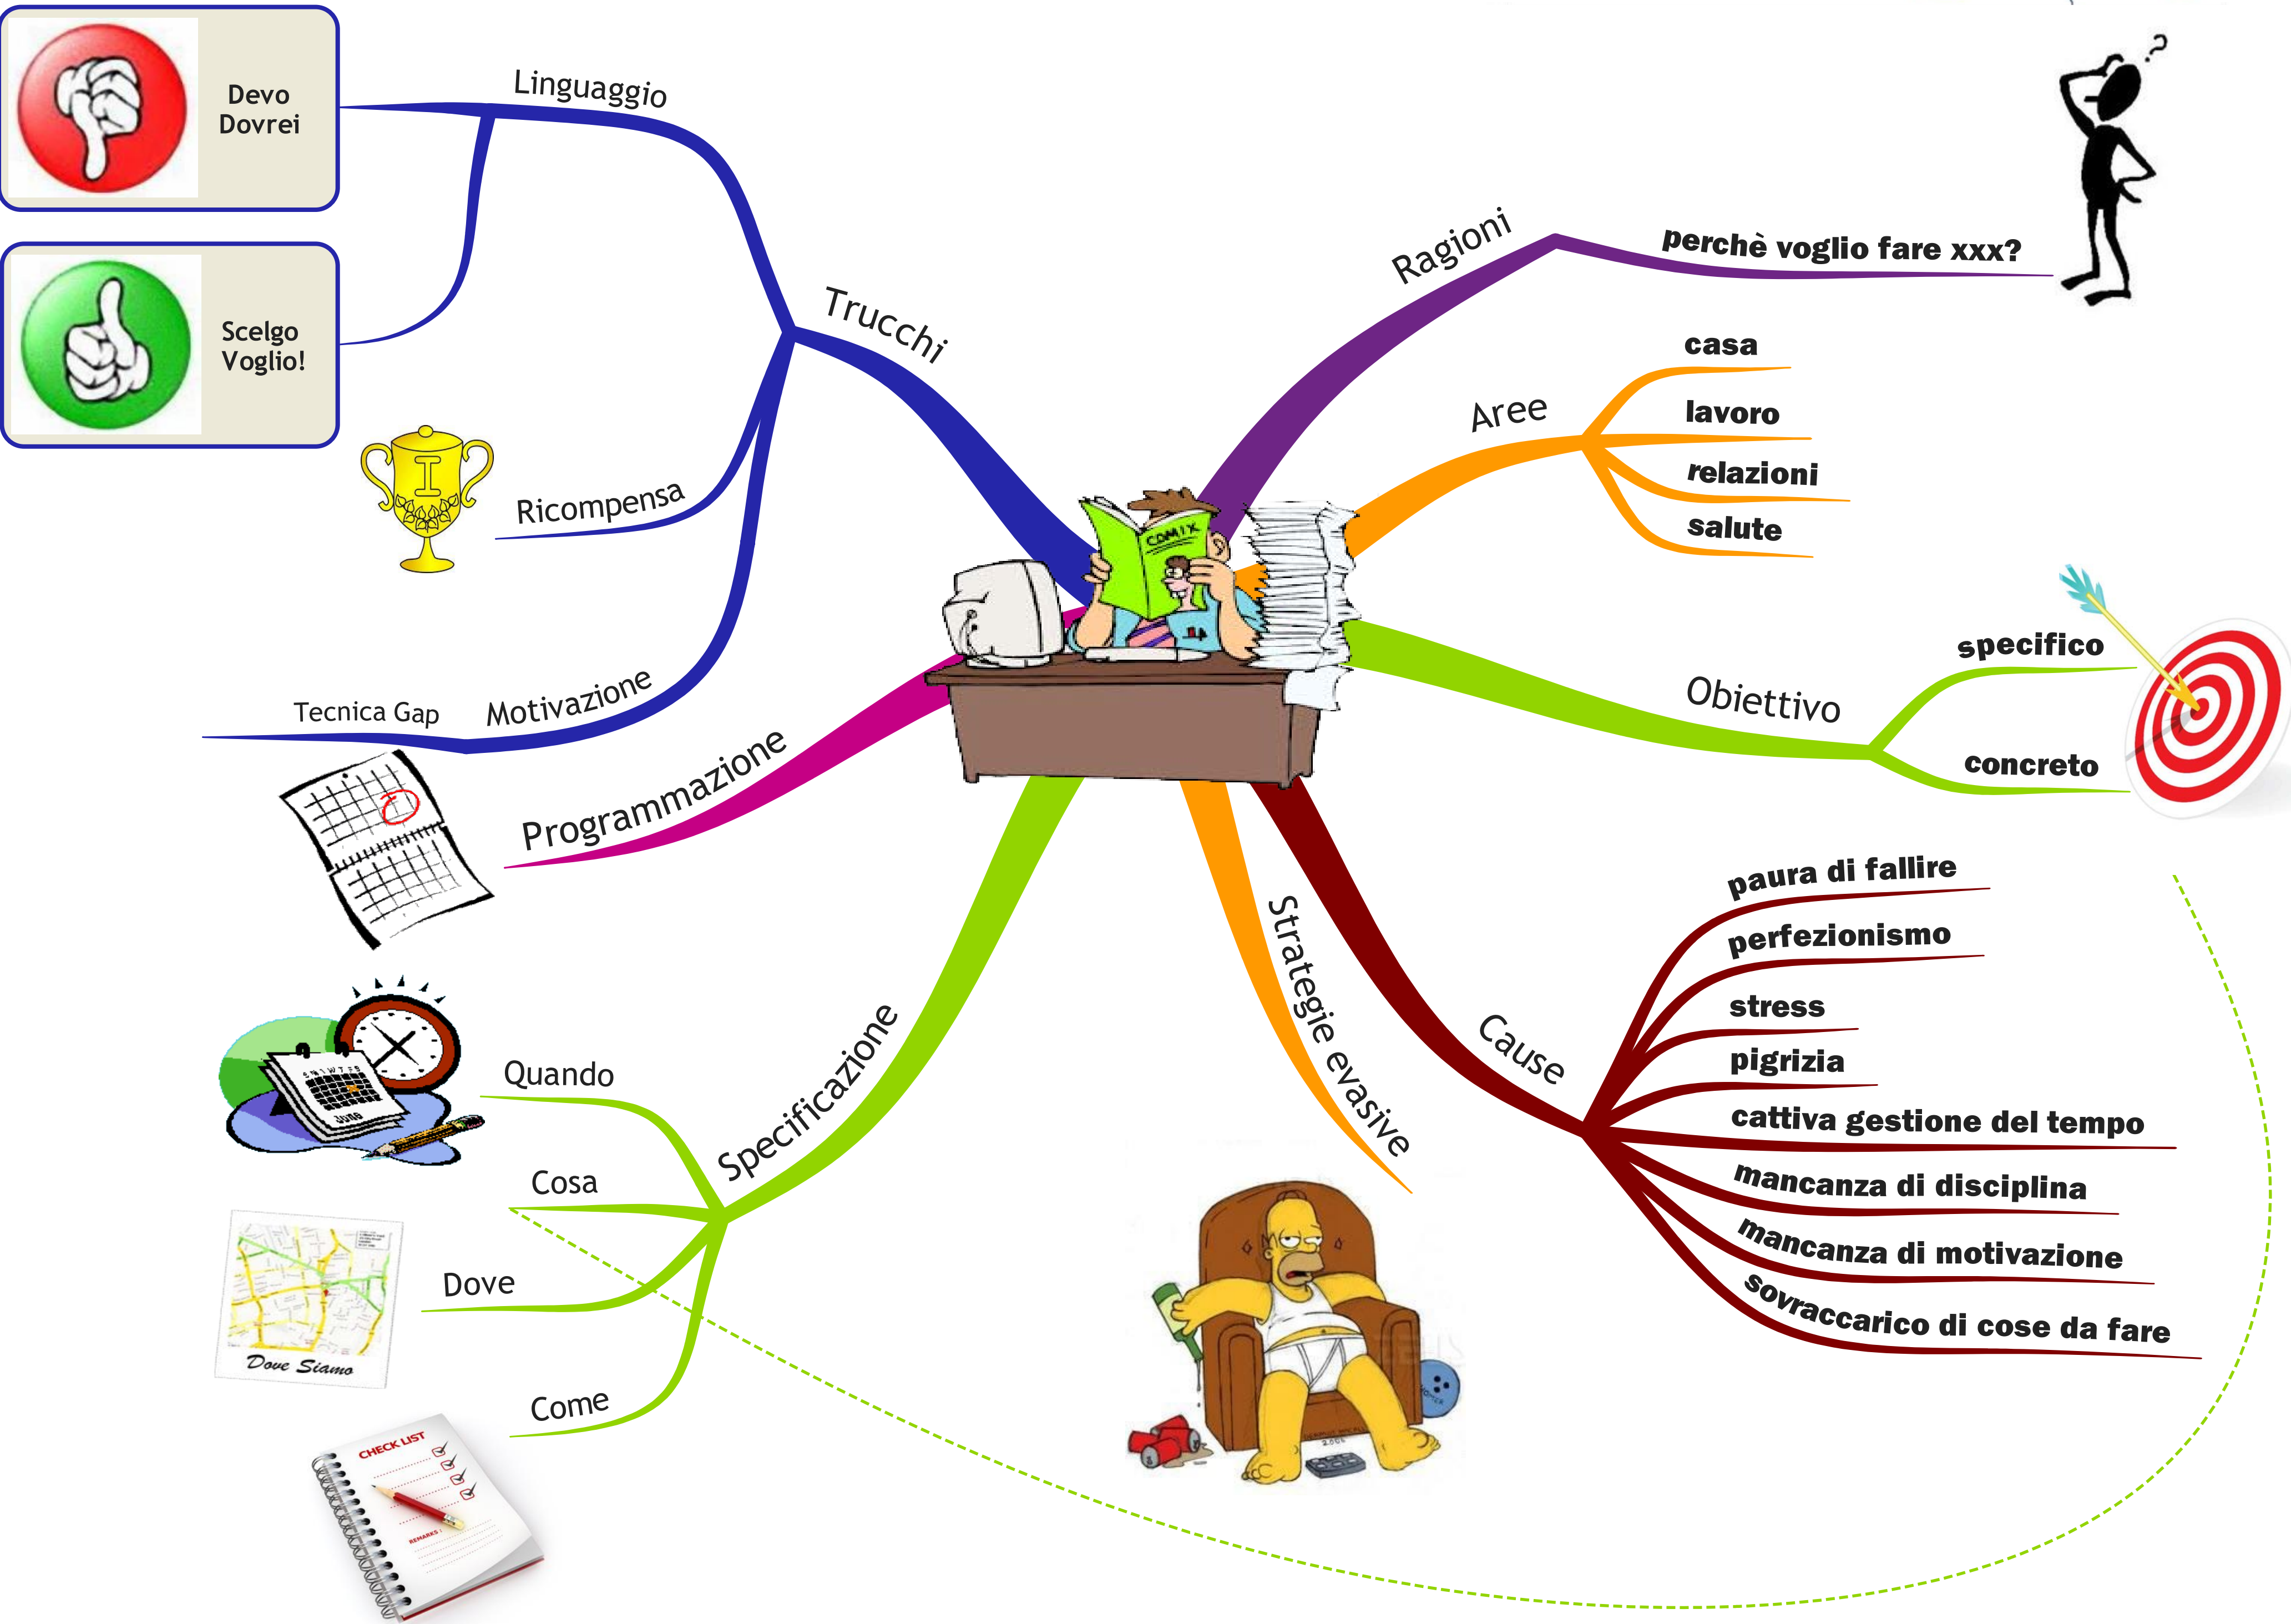 Devo
Dovrei
Scelgo
Voglio!
Linguaggio
Trucchi
Ricompensa
I
Motivazione
Tecnica Gap
Programmazione
Specificazione
Quando
JUNE
Cosa
Dove
Dove Siamo
Come
CHECK LIST
REMARKS :
COMIX
Ragioni
perchè voglio fare xxx?
?
Aree
casa
lavoro
relazioni
salute
Obiettivo
specifico
concreto
Cause
paura di fallire
perfezionismo
stress
pigrizia
cattiva gestione del tempo
mancanza di disciplina
mancanza di motivazione
sovraccarico di cose da fare
Strategie evasive
HOMER